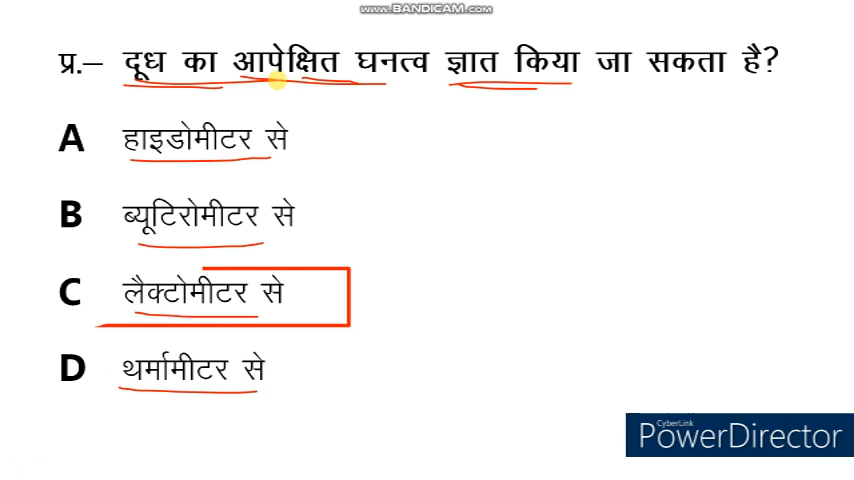 www.BANDICAM.com
प्र.– दूध का आपेक्षित घनत्व ज्ञात किया जा सकता है?
A हाइडोमीटर से
B ब्यूटिरोमीटर से
C लैक्टोमीटर से
D थर्मामीटर से
CyberLink
PowerDirector